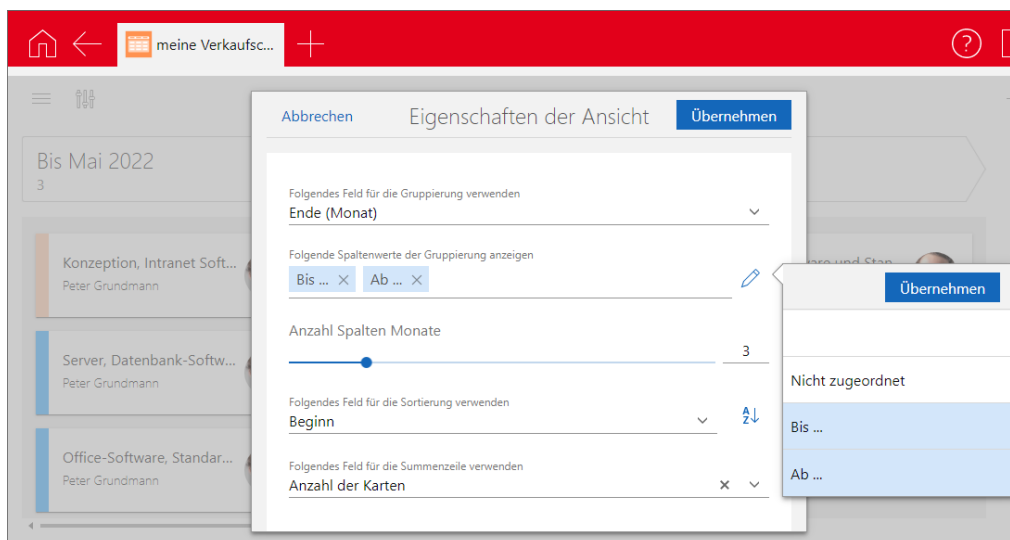 meine Verkaufsc...
Abbrechen
Eigenschaften der Ansicht
Übernehmen
Bis Mai 2022
3
Folgendes Feld für die Gruppierung verwenden
Ende (Monat)
Folgende Spaltenwerte der Gruppierung anzeigen
Bis ...
Ab ...
Konzeption, Intranet Soft...
Peter Grundmann
Übernehmen
Anzahl Spalten Monate
3
Server, Datenbank-Softw...
Peter Grundmann
Nicht zugeordnet
Folgendes Feld für die Sortierung verwenden
Beginn
Bis ...
Office-Software, Standar...
Peter Grundmann
Folgendes Feld für die Summenzeile verwenden
Anzahl der Karten
Ab ...